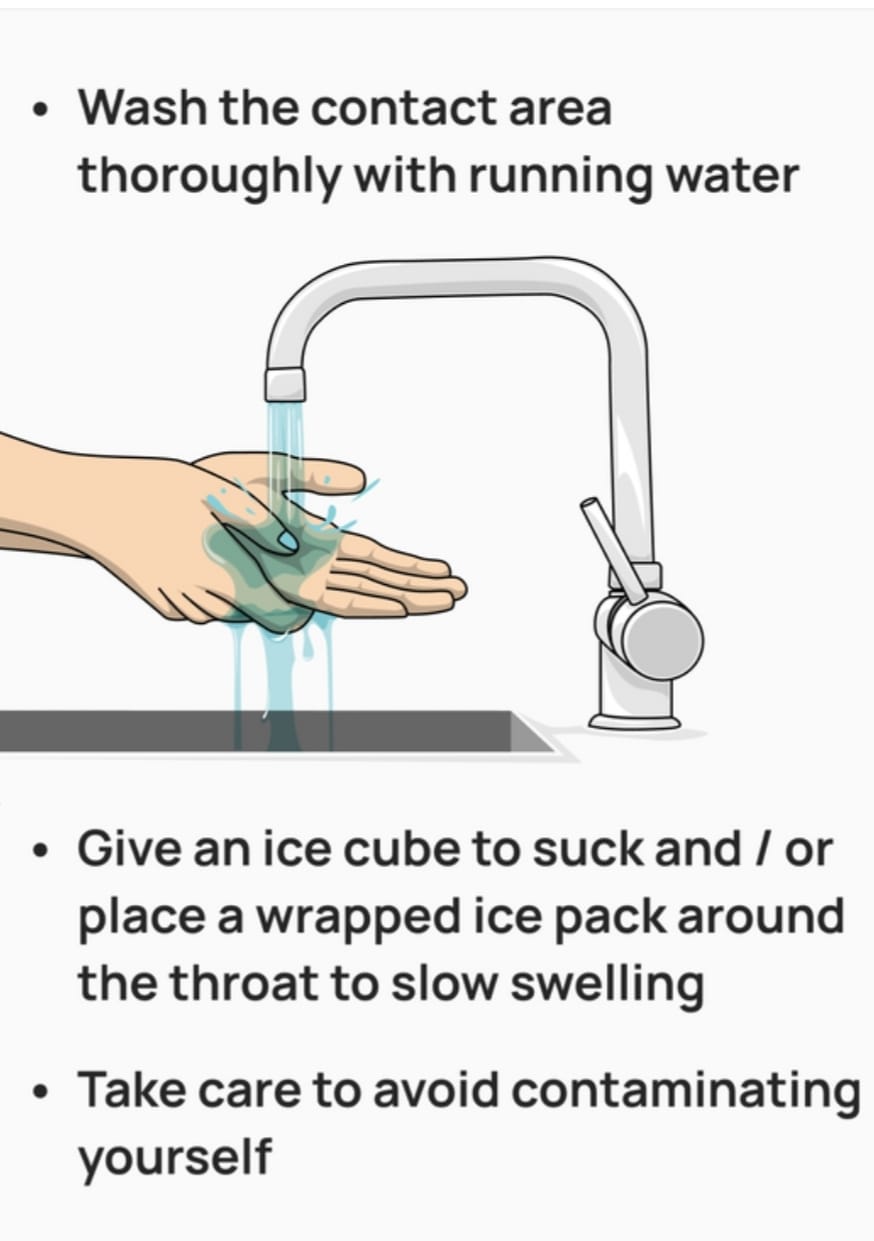 • Wash the contact area
thoroughly with running water
• Give an ice cube to suck and / or
place a wrapped ice pack around
the throat to slow swelling
• Take care to avoid contaminating
yourself